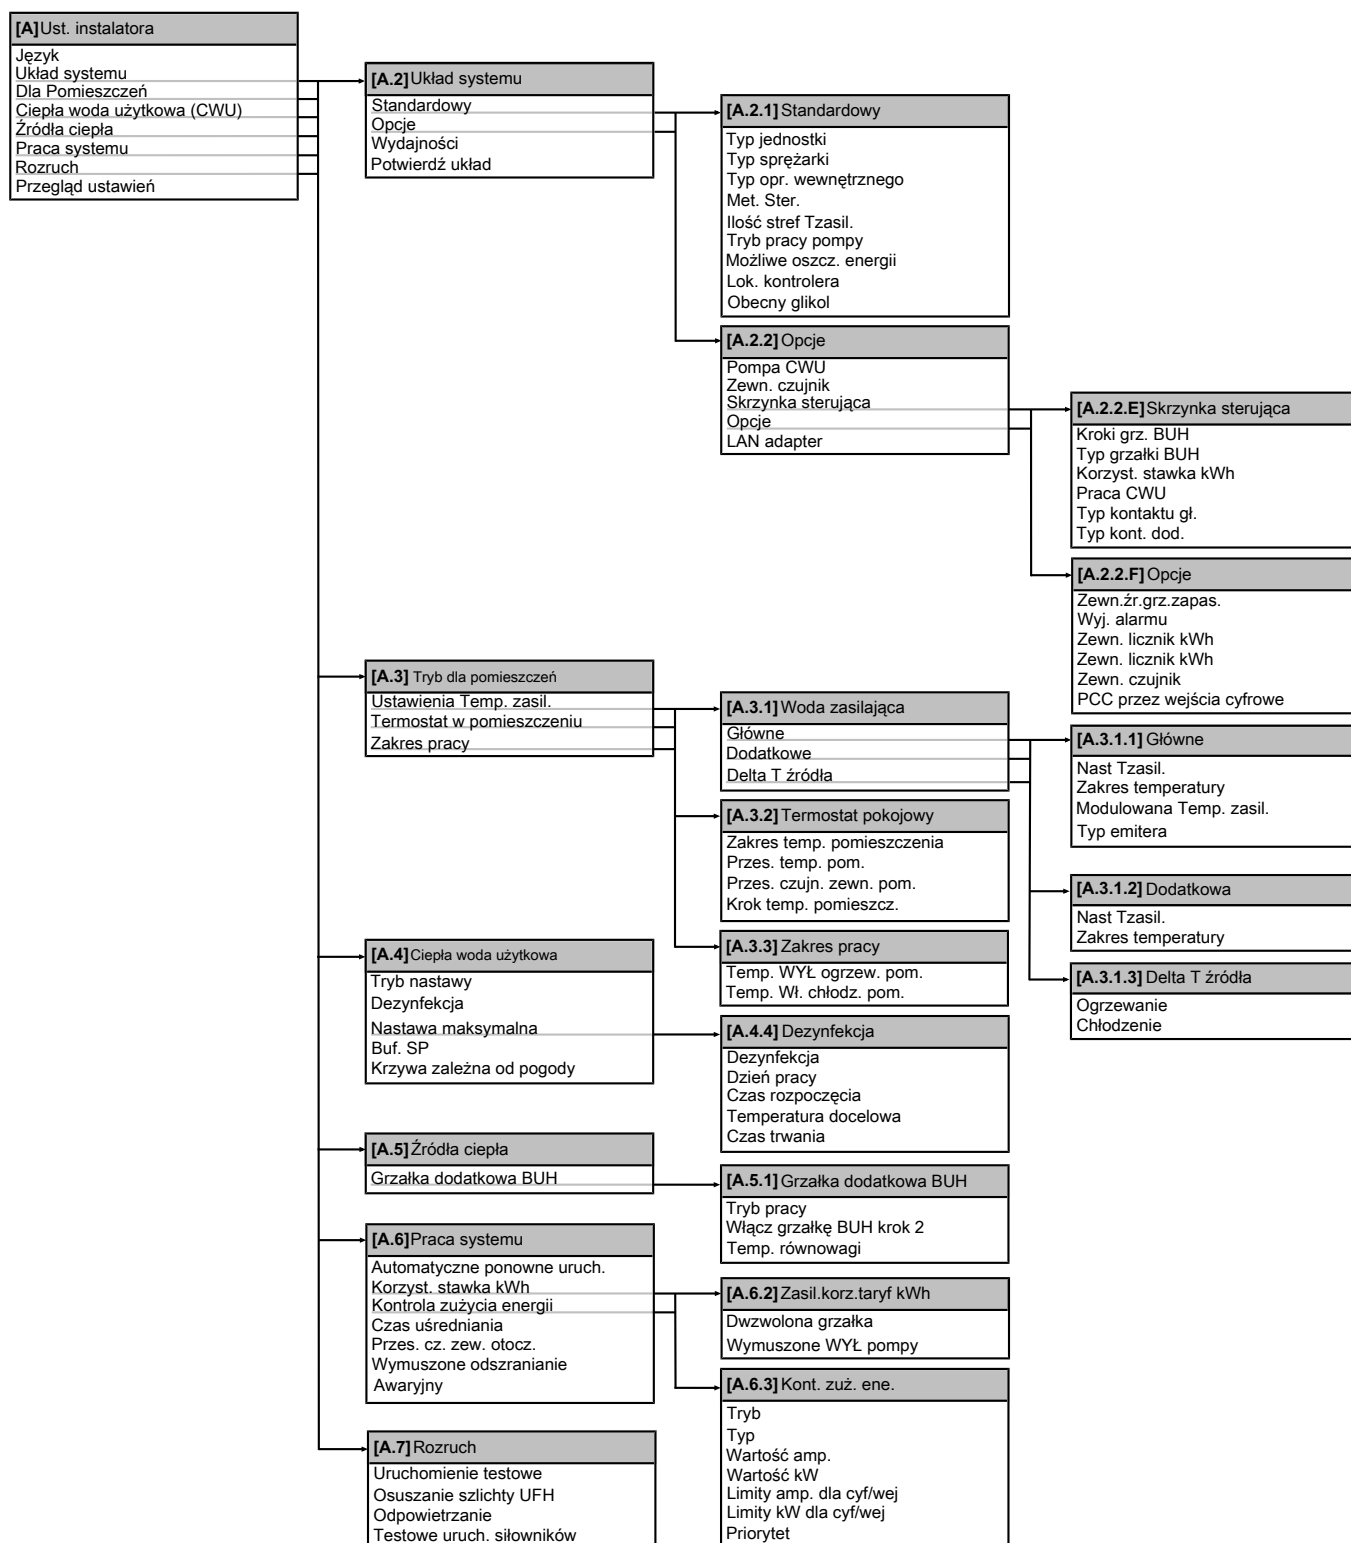 [A]Ust. instalatora
Język
Układ systemu
Dla Pomieszczeń
Ciepła woda użytkowa (CWU)
Źródła ciepła
Praca systemu
Rozruch
Przegląd ustawień
[A.2]Układ systemu
Standardowy
Opcje
Wydajności
Potwierdź układ
[A.2.1]Standardowy
Typ jednostki
Typ sprężarki
Typ opr. wewnętrznego
Met. Ster.
Ilość stref Tzasil.
Tryb pracy pompy
Możliwe oszcz. energii
Lok. kontrolera
Obecny glikol
[A.2.2]Opcje
Pompa CWU
Zewn. czujnik
Skrzynka sterująca
Opcje
LAN adapter
[A.2.2.E]Skrzynka sterująca
Kroki grz. BUH
Typ grzałki BUH
Korzyst. stawka kWh
Praca CWU
Typ kontaktu gł.
Typ kont. dod.
[A.2.2.F]Opcje
Zewn.źr.grz.zapas.
Wyj. alarmu
Zewn. licznik kWh
Zewn. licznik kWh
Zewn. czujnik
PCC przez wejścia cyfrowe
[A.3] Tryb dla pomieszczeń
Ustawienia Temp. zasil.
Termostat w pomieszczeniu
Zakres pracy
[A.3.1]Woda zasilająca
Główne
Dodatkowe
Delta T źródła
[A.3.1.1]Główne
Nast Tzasil.
Zakres temperatury
Modulowana Temp. zasil.
Typ emitera
[A.3.2]Termostat pokojowy
Zakres temp. pomieszczenia
Przes. temp. pom.
Przes. czujn. zewn. pom.
Krok temp. pomieszcz.
[A.3.1.2]Dodatkowa
Nast Tzasil.
Zakres temperatury
[A.3.3]Zakres pracy
Temp. WYŁ ogrzew. pom.
Temp. Wł. chłodz. pom.
[A.3.1.3]Delta T źródła
Ogrzewanie
Chłodzenie
[A.4]Ciepła woda użytkowa
Tryb nastawy
Dezynfekcja
Nastawa maksymalna
Buf. SP
Krzywa zależna od pogody
[A.4.4]Dezynfekcja
Dezynfekcja
Dzień pracy
Czas rozpoczęcia
Temperatura docelowa
Czas trwania
[A.5]Źródła ciepła
Grzałka dodatkowa BUH
[A.5.1]Grzałka dodatkowa BUH
Tryb pracy
Włącz grzałkę BUH krok 2
Temp. równowagi
[A.6]Praca systemu
Automatyczne ponowne uruch.
Korzyst. stawka kWh
Kontrola zużycia energii
Czas uśredniania
Przes. cz. zew. otocz.
Wymuszone odszranianie
Awaryjny
[A.6.2]Zasil.korz.taryf kWh
Dwzwolona grzałka
Wymuszone WYŁ pompy
[A.6.3]Kont. zuż. ene.
Tryb
Typ
Wartość amp.
Wartość kW
Limity amp. dla cyf/wej
Limity kW dla cyf/wej
Priorytet
[A.7]Rozruch
Uruchomienie testowe
Osuszanie szlichty UFH
Odpowietrzanie
Testowe uruch. siłowników